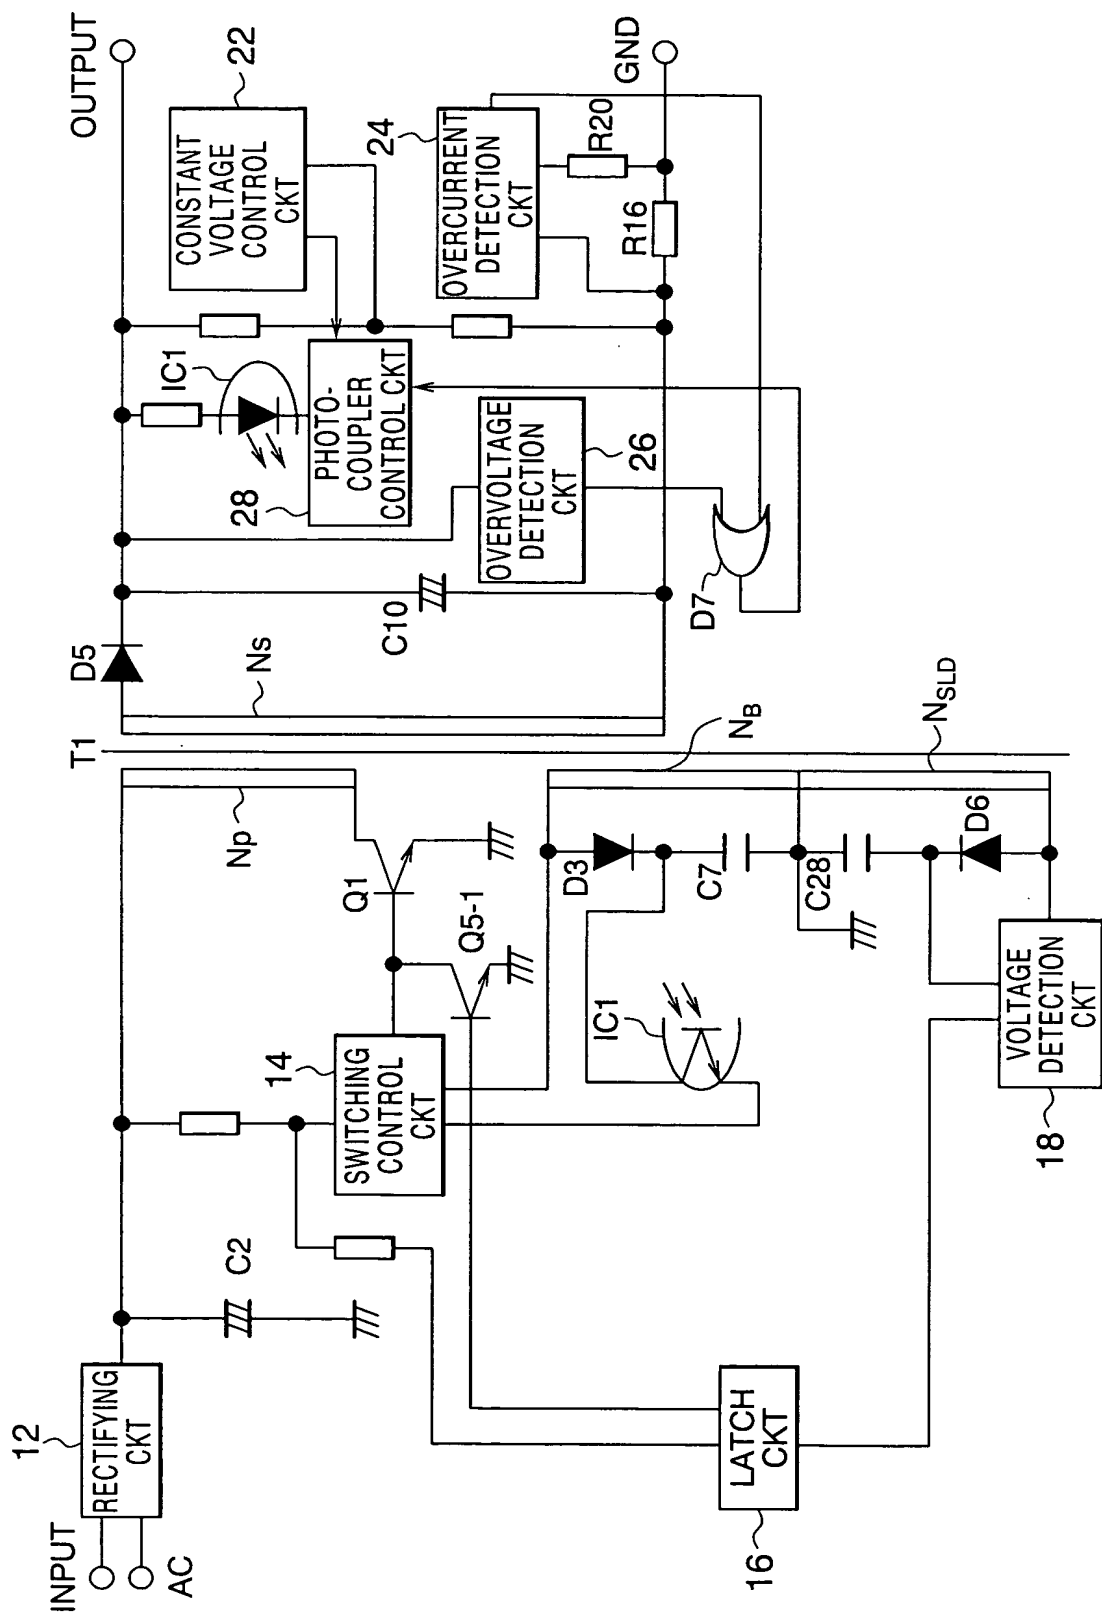 INPUT
AC
12
RECTIFYING
CKT
C2
14
SWITCHING
CONTROL
CKT
Q1
Q5-1
Np
T1
Ns
D5
C10
28
PHOTO-
COUPLER
CONTROL CKT
IC1
22
CONSTANT
VOLTAGE
CONTROL
CKT
OUTPUT
24
OVERCURRENT
DETECTION
CKT
R20
R16
GND
26
OVERVOLTAGE
DETECTION
CKT
D7
NB
NSLD
D3
C7
C28
D6
IC1
18
VOLTAGE
DETECTION
CKT
16
LATCH
CKT